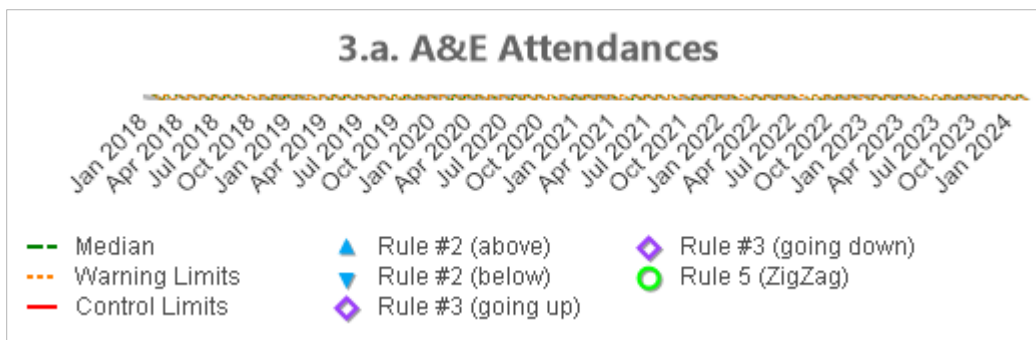 3.a. A&E Attendances
Jan 2018
Apr 2018
Jul 2018
Oct 2018
Jan 2019
Apr 2019
Jul 2019
Oct 2019
Jan 2020
Apr 2020
Jul 2020
Oct 2020
Jan 2021
Apr 2021
Jul 2021
Oct 2021
Jan 2022
Apr 2022
Jul 2022
Oct 2022
Jan 2023
Apr 2023
Jul 2023
Oct 2023
Jan 2024
Median
Warning Limits
Control Limits
Rule #2 (above)
Rule #2 (below)
Rule #3 (going up)
Rule #3 (going down)
Rule 5 (ZigZag)